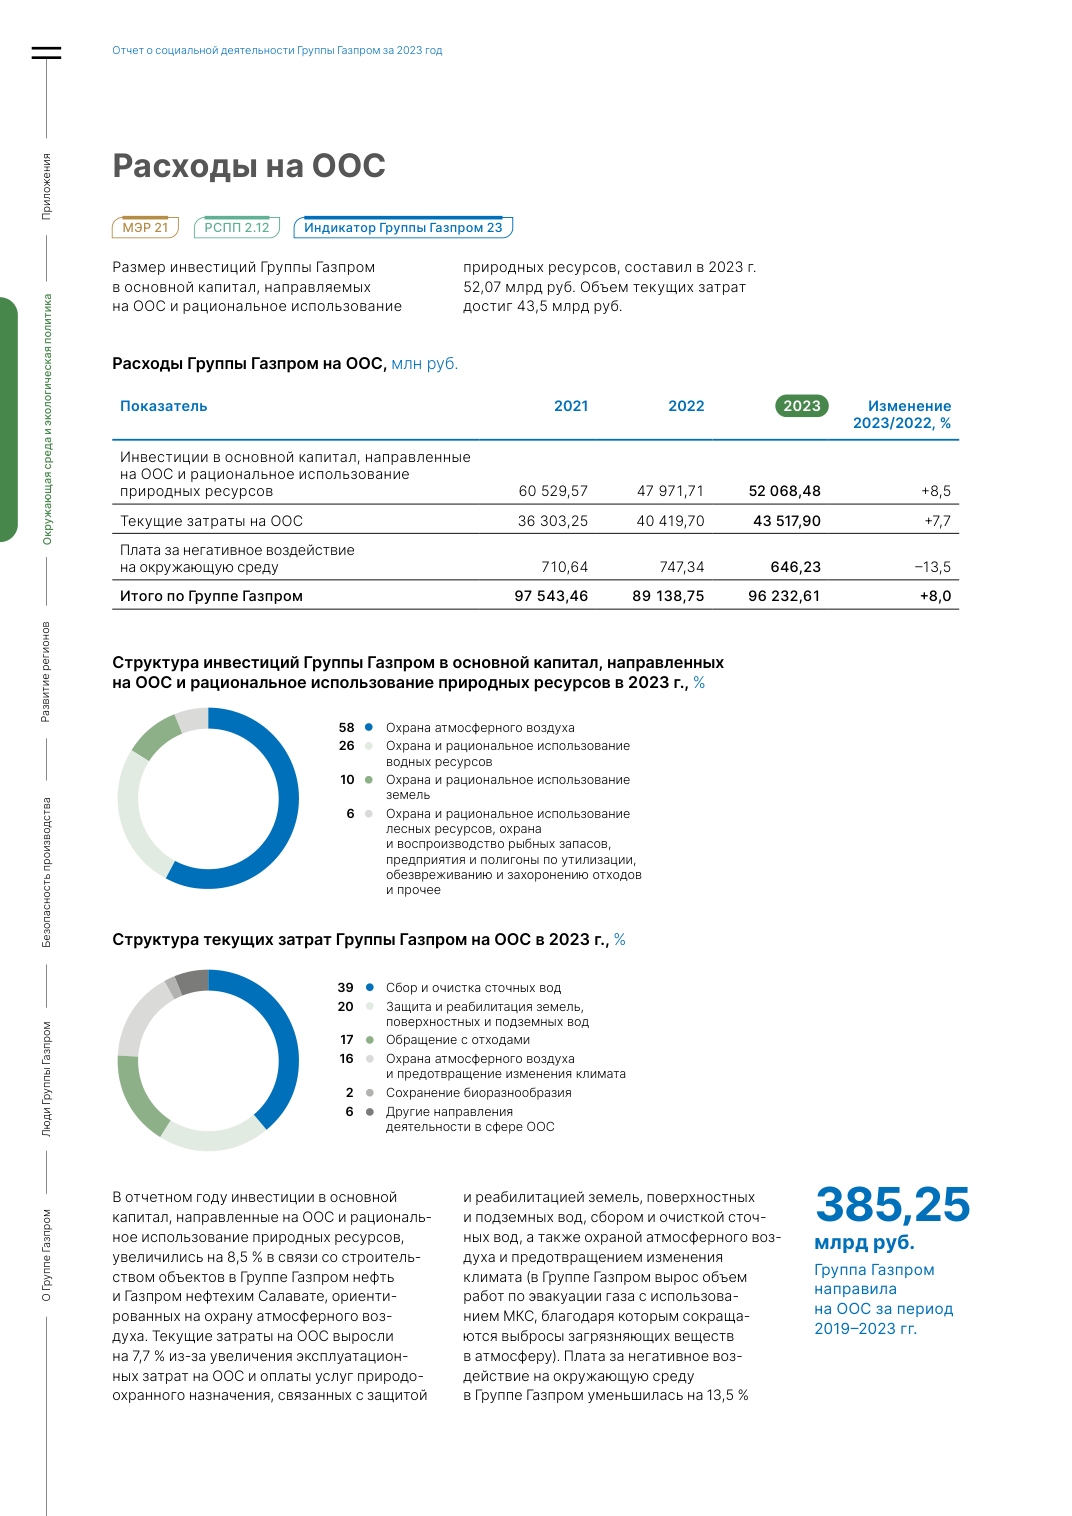 Отчет о социальной деятельности Группы Газпром за 2023 год
Приложения
Окружающая среда и экологическая политика
Развитие регионов
Безопасность производства
Люди Группы Газпром
О Группе Газпром
Расходы на ООС
МЭР 21
РСПП 2.12
Индикатор Группы Газпром 23
Размер инвестиций Группы Газпром
в основной капитал, направляемых
на ООС и рациональное использование
природных ресурсов, составил в 2023 г.
52,07 млрд руб. Объем текущих затрат
достиг 43,5 млрд руб.
Расходы Группы Газпром на ООС, млн руб.
Показатель 2021 2022 2023 Изменение
2023/2022, %
Инвестиции в основной капитал, направленные
на ООС и рациональное использование
природных ресурсов 60 529,57 47 971,71 52 068,48 +8,5
Текущие затраты на ООС 36 303,25 40 419,70 43 517,90 +7,7
Плата за негативное воздействие
на окружающую среду 710,64 747,34 646,23 –13,5
Итого по Группе Газпром 97 543,46 89 138,75 96 232,61 +8,0
Структура инвестиций Группы Газпром в основной капитал, направленных
на ООС и рациональное использование природных ресурсов в 2023 г., %
58 Охрана атмосферного воздуха
26 Охрана и рациональное использование
водных ресурсов
10 Охрана и рациональное использование
земель
6 Охрана и рациональное использование
лесных ресурсов, охрана
и воспроизводство рыбных запасов,
предприятия и полигоны по утилизации,
обезвреживанию и захоронению отходов
и прочее
Структура текущих затрат Группы Газпром на ООС в 2023 г., %
39 Сбор и очистка сточных вод
20 Защита и реабилитация земель,
поверхностных и подземных вод
17 Обращение с отходами
16 Охрана атмосферного воздуха
и предотвращение изменения климата
2 Сохранение биоразнообразия
6 Другие направления
деятельности в сфере ООС
В отчетном году инвестиции в основной
капитал, направленные на ООС и рациональ-
ное использование природных ресурсов,
увеличились на 8,5 % в связи со строитель-
ством объектов в Группе Газпром нефть
и Газпром нефтехим Салавате, ориенти-
рованных на охрану атмосферного воз-
духа. Текущие затраты на ООС выросли
на 7,7 % из-за увеличения эксплуатацион-
ных затрат на ООС и оплаты услуг природо-
охранного назначения, связанных с защитой
и реабилитацией земель, поверхностных
и подземных вод, сбором и очисткой сточ-
ных вод, а также охраной атмосферного воз-
духа и предотвращением изменения
климата (в Группе Газпром вырос объем
работ по эвакуации газа с использова-
нием МКС, благодаря которым сокраща-
ются выбросы загрязняющих веществ
в атмосферу). Плата за негативное воз-
действие на окружающую среду
в Группе Газпром уменьшилась на 13,5 %
385,25
млрд руб.
Группа Газпром
направила
на ООС за период
2019–2023 гг.